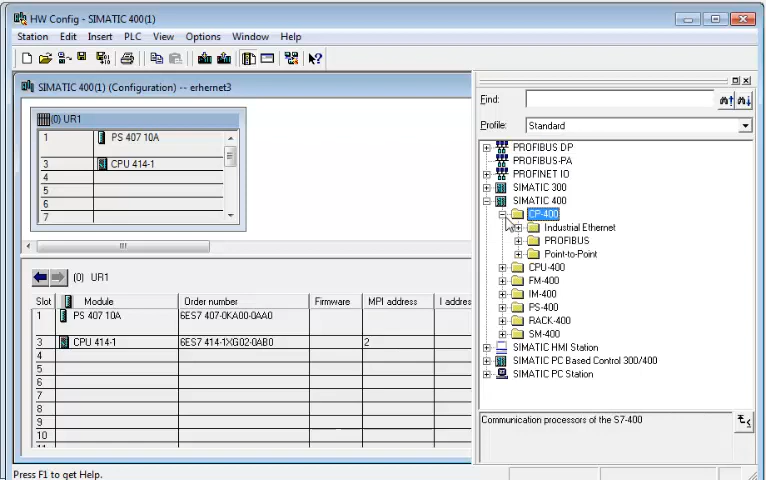 HW Config - SIMATIC 400(1)
Station Edit Insert PLC View Options Window Help
SIMATIC 400(1) (Configuration) -- erhernet3
(0) UR1
1 PS 407 10A
3 CPU 414-1
4
5
6
7
(0) UR1
Slot Module Order number Firmware MPI address I addres
1 PS 407 10A 6ES7 407-0KA00-0AA0
3 CPU 414-1 6ES7 414-1XG02-0AB0 2
4
5
6
7
8
9
10
Find:
Profile: Standard
PROFIBUS DP
PROFIBUS-PA
PROFINET IO
SIMATIC 300
SIMATIC 400
CP-400
Industrial Ethernet
PROFIBUS
Point-to-Point
CPU-400
FM-400
IM-400
PS-400
RACK-400
SM-400
SIMATIC HMI Station
SIMATIC PC Based Control 300/400
SIMATIC PC Station
Communication processors of the S7-400
Press F1 to get Help.